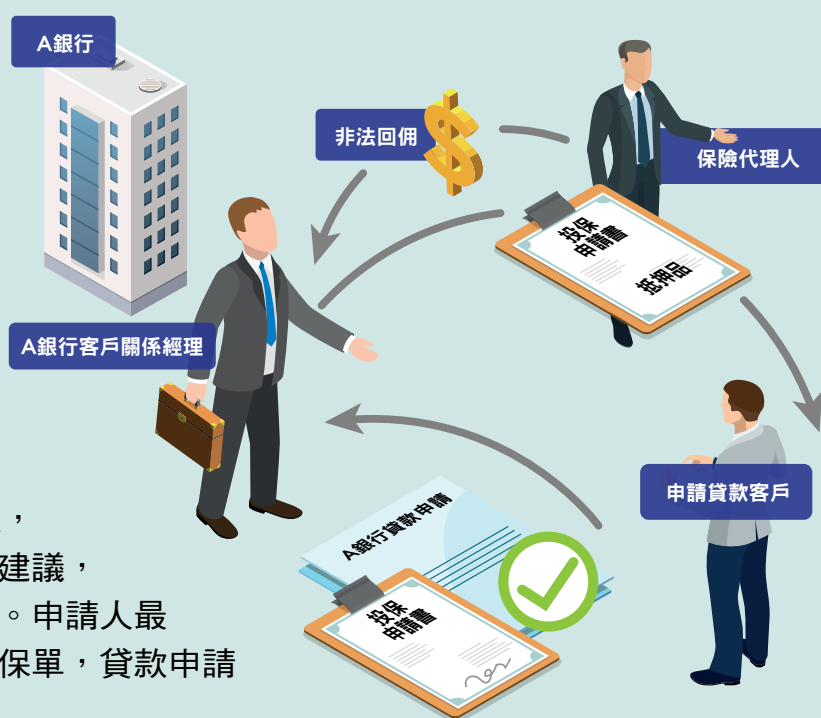 A銀行
非法回佣
保險代理人
投保
申請書
抵押品
A銀行客戶關係經理
申請貸款客戶
A銀行貸款申請
投保
申請書
，
建議，
。申請人最
保單，貸款申請